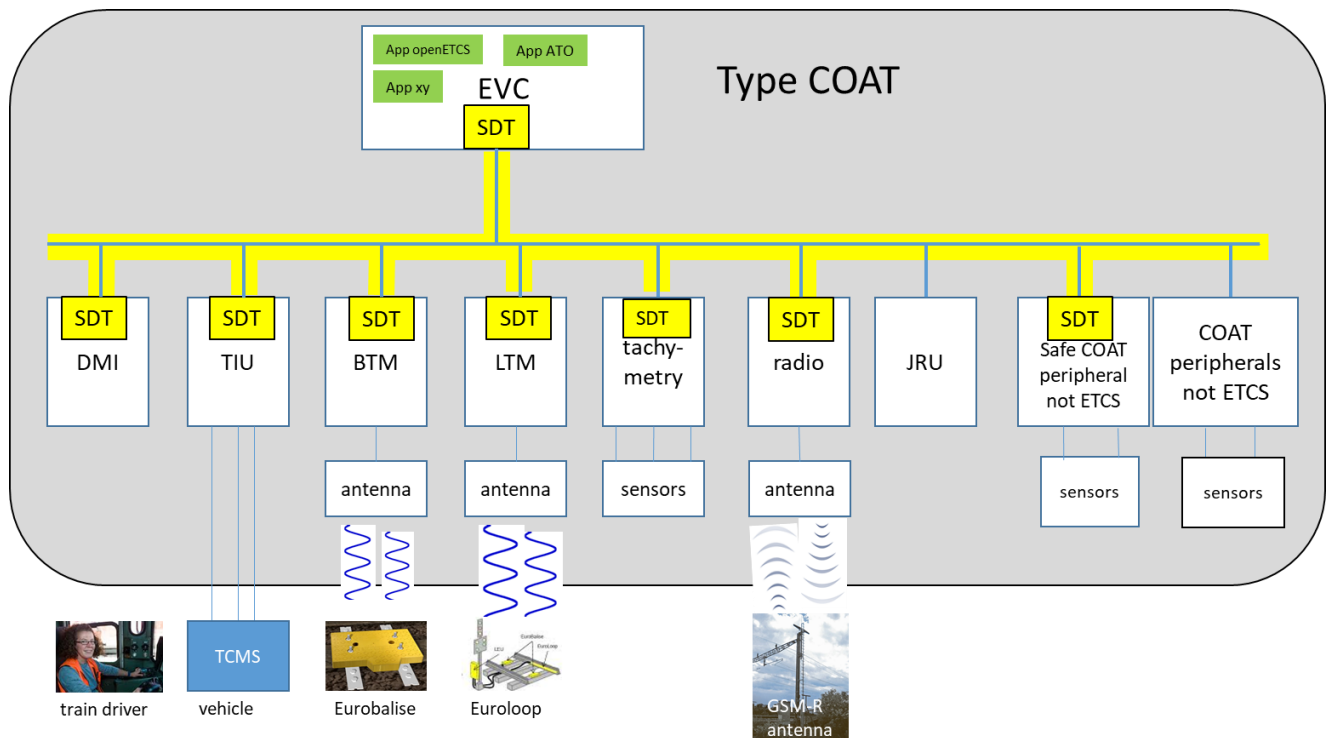 App openETCS
App ATO
App xy
EVC
SDT
Type COAT
SDT
DMI
SDT
TIU
SDT
BTM
SDT
LTM
SDT
tachy-
metry
SDT
radio
JRU
SDT
Safe COAT
peripheral
not ETCS
COAT
peripherals
not ETCS
antenna
antenna
sensors
antenna
sensors
sensors
TCMS
EuroBalise
EuroLoop
train driver
vehicle
Eurobalise
Euroloop
GSM-R
antenna